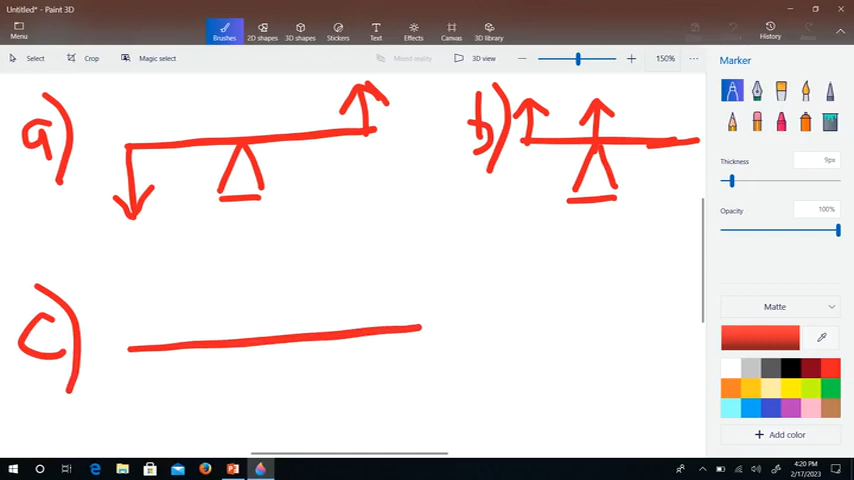 Untitled* - Paint 3D
Menu
Brushes
2D shapes
3D shapes
Stickers
Text
Effects
Canvas
3D library
Undo
History
Redo
Select
Crop
Magic select
Mixed reality
3D view
150%
Marker
Thickness
9px
Opacity
100%
Matte
Add color
a)
b)
c)
4:20 PM
2/17/2023